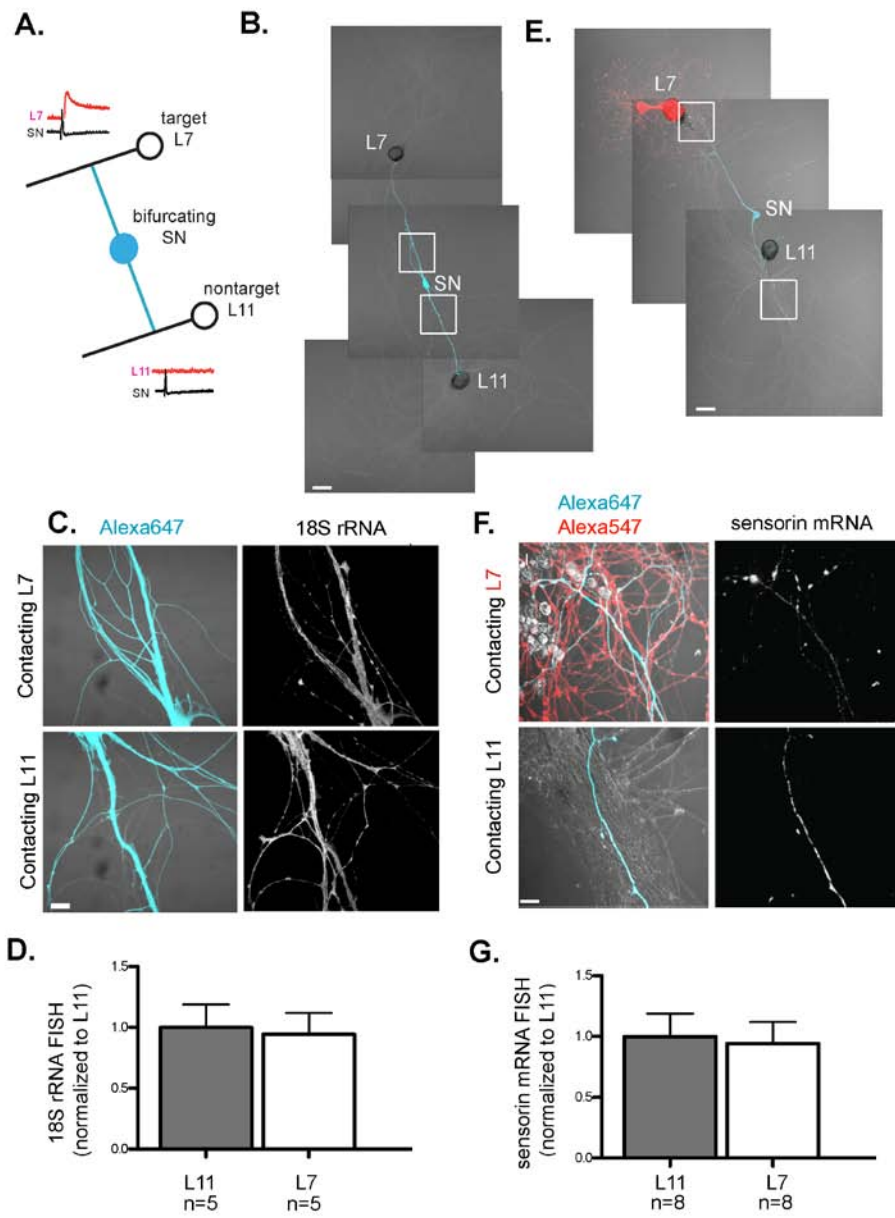 A.
L7
SN
target
L7
bifurcating
SN
nontarget
L11
L11
SN
B.
L7
SN
L11
E.
L7
SN
L11
C.
Alexa647
18S rRNA
Contacting L7
Contacting L11
F.
Alexa647
Alexa547
sensorin mRNA
Contacting L7
Contacting L11
D.
18S rRNA FISH
(normalized to L11)
1.5
1.0
0.5
0.0
L11
n=5
L7
n=5
G.
sensorin mRNA FISH
(normalized to L11)
1.5
1.0
0.5
0.0
L11
n=8
L7
n=8